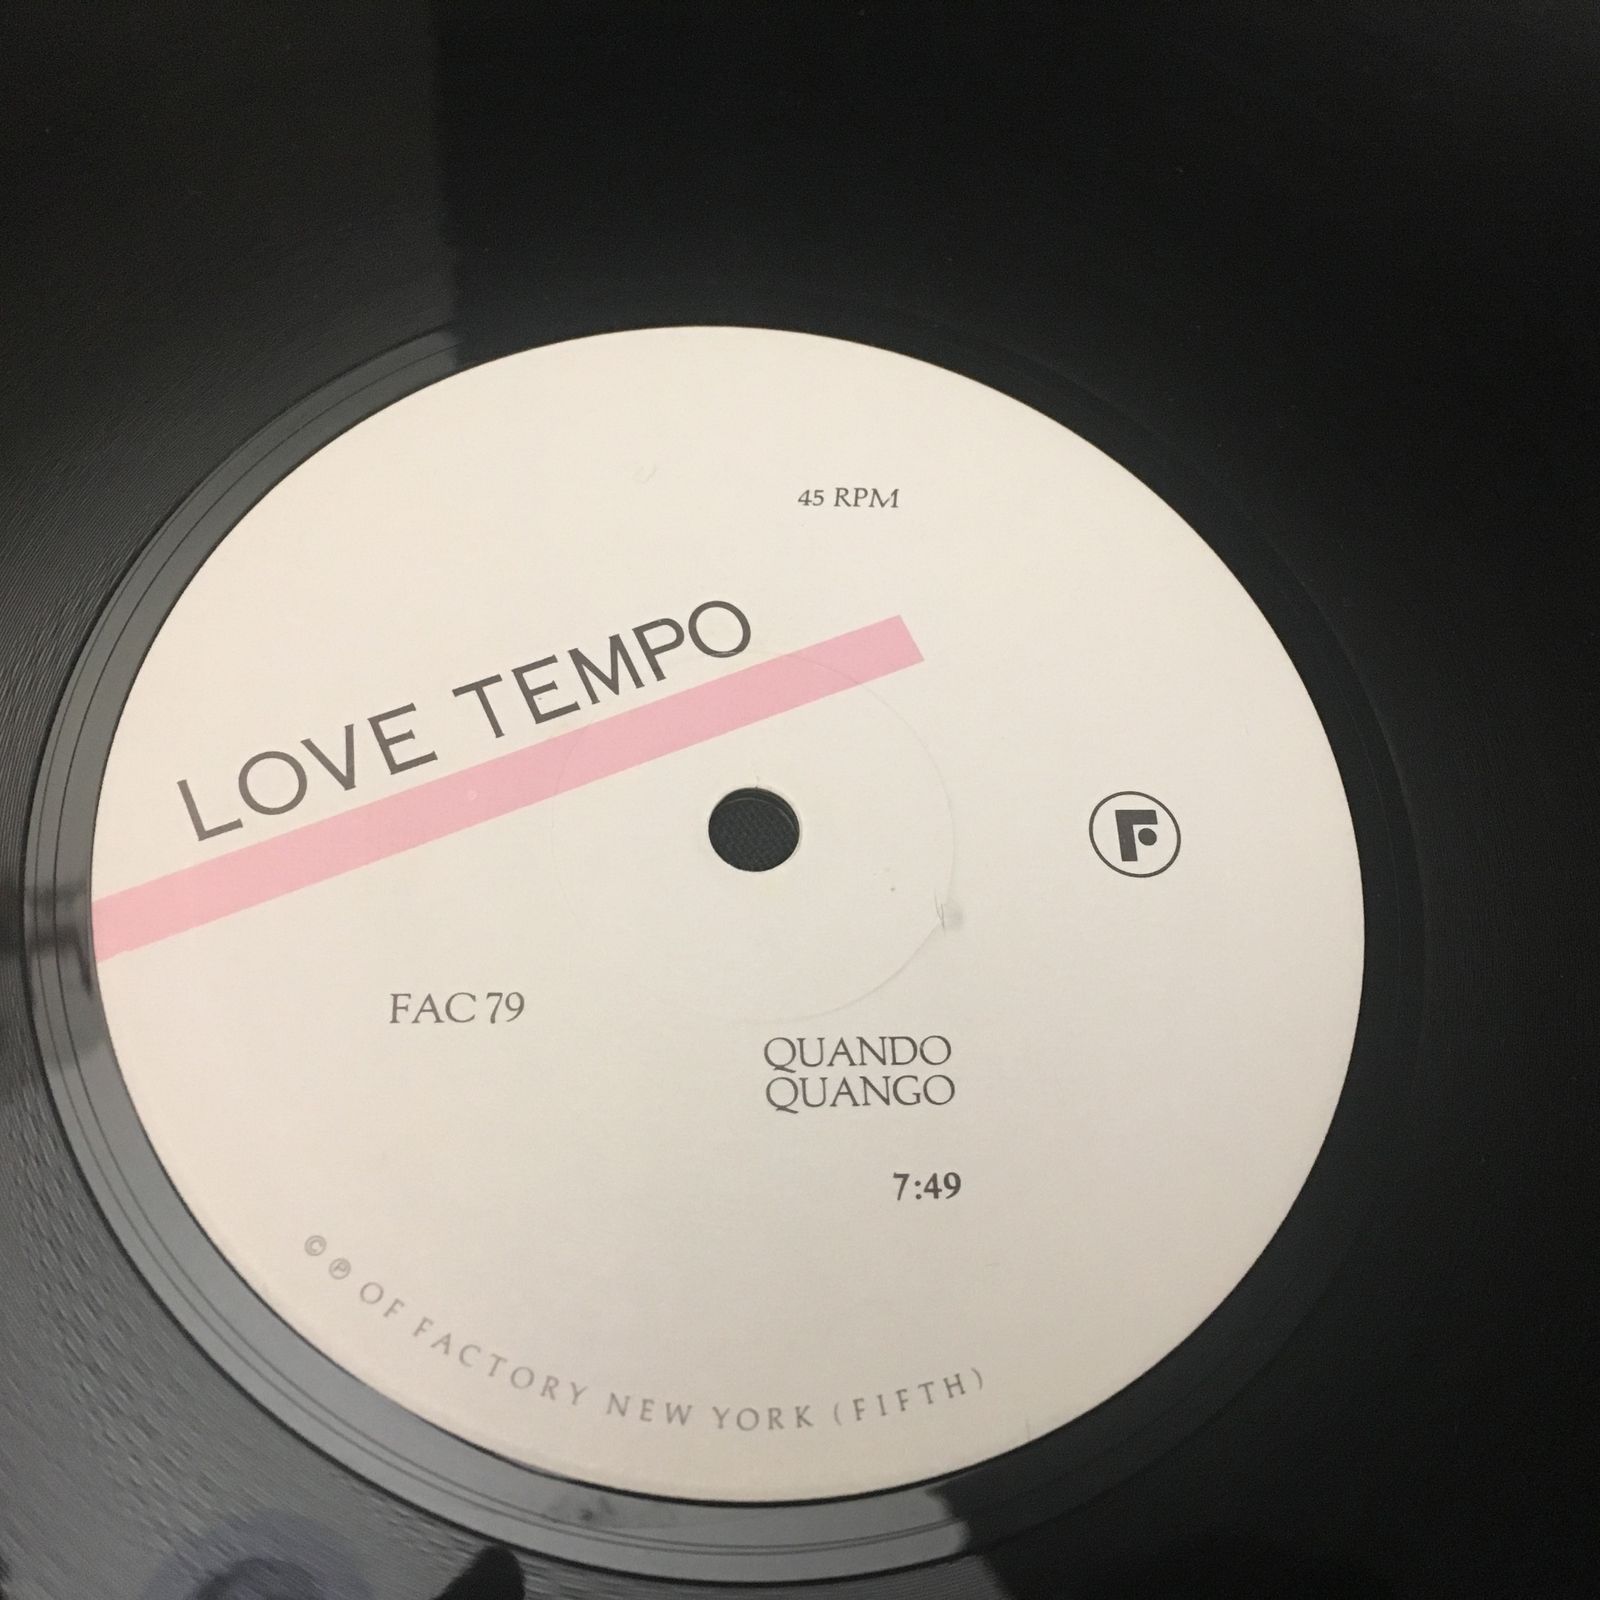 45 RPM
LOVE TEMPO
F
FAC 79
QUANDO
QUANGO
7:49
© ℗ OF FACTORY NEW YORK (FIFTH)